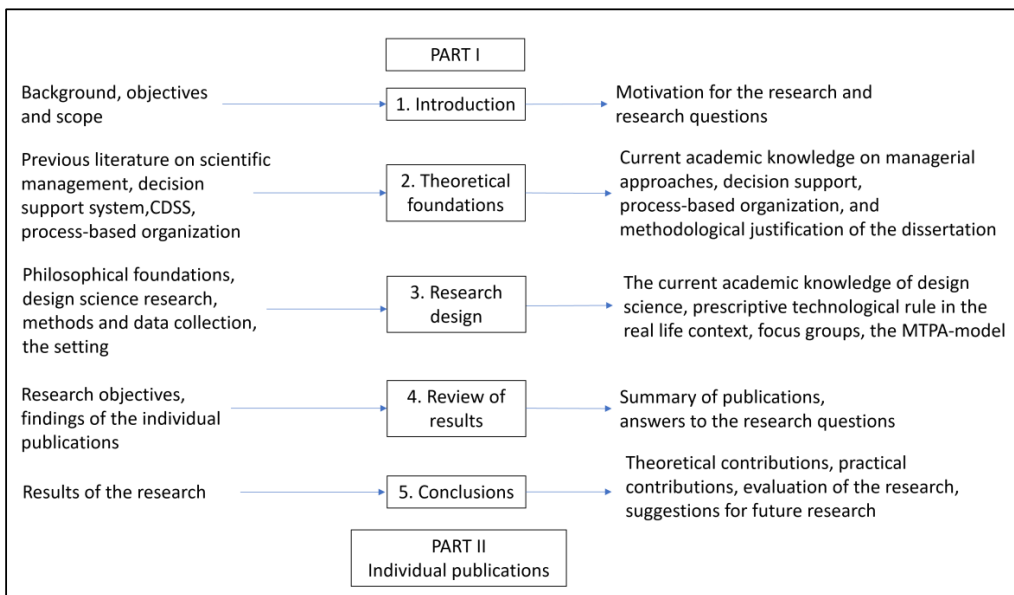 PART I
Background, objectives
and scope
1. Introduction
Motivation for the research and
research questions
Previous literature on scientific
management, decision
support system,CDSS,
process-based organization
2. Theoretical
foundations
Current academic knowledge on managerial
approaches, decision support,
process-based organization, and
methodological justification of the dissertation
Philosophical foundations,
design science research,
methods and data collection,
the setting
3. Research
design
The current academic knowledge of design
science, prescriptive technological rule in the
real life context, focus groups, the MTPA-model
Research objectives,
findings of the individual
publications
4. Review of
results
Summary of publications,
answers to the research questions
Results of the research
5. Conclusions
Theoretical contributions, practical
contributions, evaluation of the research,
suggestions for future research
PART II
Individual publications